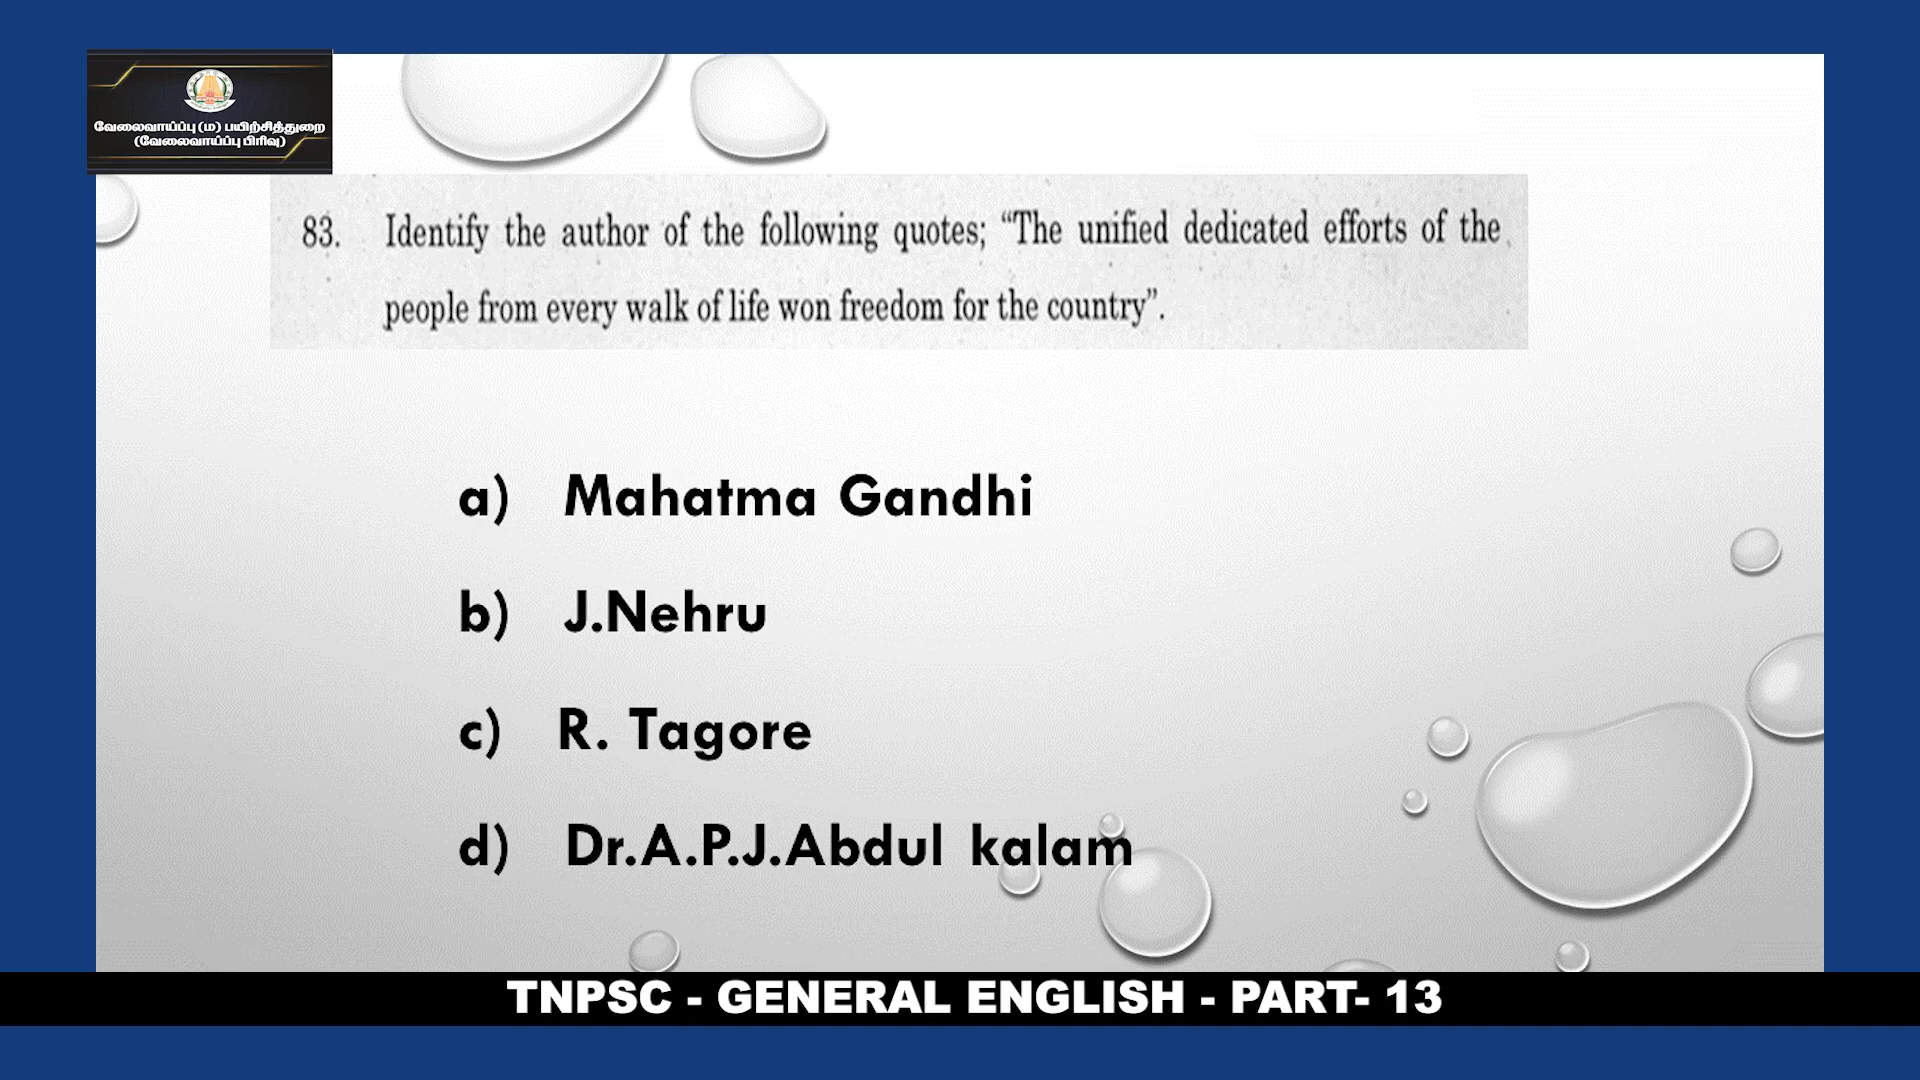 வேலைவாய்ப்பு (ம) பயிற்சித்துறை
(வேலைவாய்ப்பு பிரிவு)
83. Identify the author of the following quotes; “The unified dedicated efforts of the
people from every walk of life won freedom for the country”.
a) Mahatma Gandhi
b) J.Nehru
c) R. Tagore
d) Dr.A.P.J.Abdul kalam
TNPSC - GENERAL ENGLISH - PART- 13